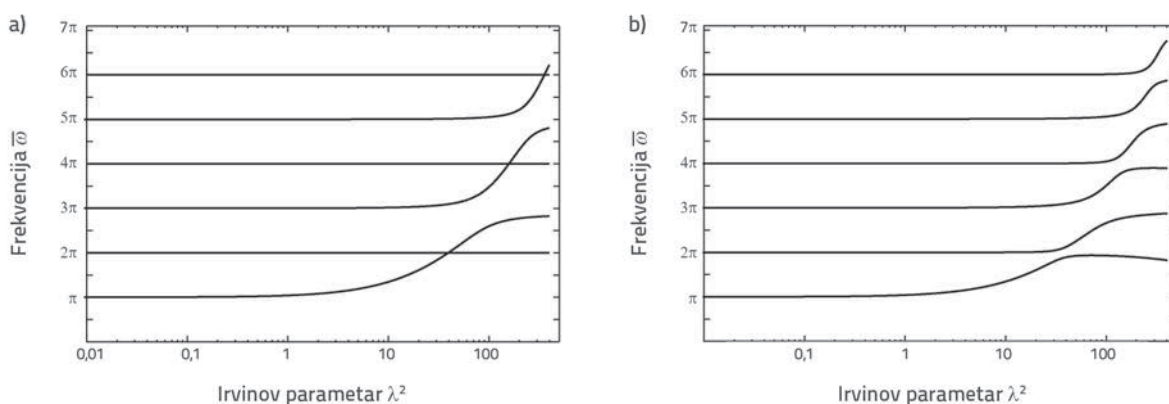 a)
7π
6π
5π
4π
3π
2π
π
Frekvencija ω̅
0,01
0,1
1
10
100
Irvinov parametar λ²
b)
7π
6π
5π
4π
3π
2π
π
Frekvencija ω̅
0,1
1
10
100
Irvinov parametar λ²